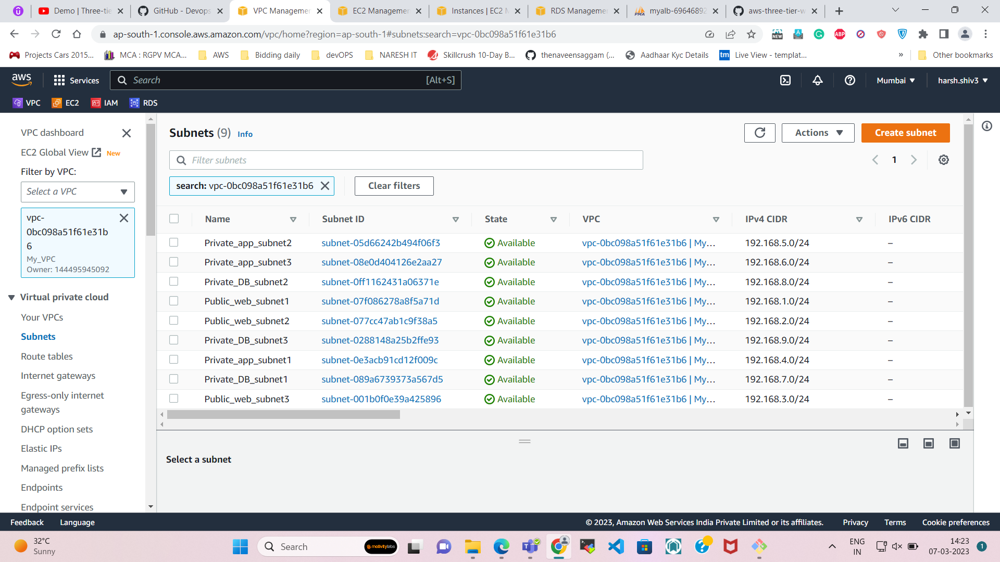 Demo | Three-tie
GitHub - Devops
VPC Managemen
EC2 Managemen
Instances | EC2 M
RDS Managemen
myalb-69646892
aws-three-tier-w
ap-south-1.console.aws.amazon.com/vpc/home?region=ap-south-1#subnets:search=vpc-0bc098a51f61e31b6
Projects Cars 2015...
MCA : RGPV MCA...
AWS
Bidding daily
devOPS
NARESH IT
Skillcrush 10-Day B...
thenaveensaggam (...
Aadhaar Kyc Details
tm Live View - templat...
»
Other bookmarks
aws
Services
Search [Alt+S]
Mumbai
harsh.shiv3
VPC
EC2
IAM
RDS
VPC dashboard
EC2 Global View New
Filter by VPC:
Select a VPC
vpc-
0bc098a51f61e31b
6
My_VPC
Owner: 144495945092
Virtual private cloud
Your VPCs
Subnets
Route tables
Internet gateways
Egress-only internet
gateways
DHCP option sets
Elastic IPs
Managed prefix lists
Endpoints
Endpoint services
Subnets (9) Info
Actions
Create subnet
Filter subnets
1
search: vpc-0bc098a51f61e31b6
Clear filters
Name Subnet ID State VPC IPv4 CIDR IPv6 CIDR
Private_app_subnet2 subnet-05d66242b494f06f3 Available vpc-0bc098a51f61e31b6 | My... 192.168.5.0/24 –
Private_app_subnet3 subnet-08e0d404126e2aa27 Available vpc-0bc098a51f61e31b6 | My... 192.168.6.0/24 –
Private_DB_subnet2 subnet-0ff1162431a06371e Available vpc-0bc098a51f61e31b6 | My... 192.168.8.0/24 –
Public_web_subnet1 subnet-07f086278a8f5a71d Available vpc-0bc098a51f61e31b6 | My... 192.168.1.0/24 –
Public_web_subnet2 subnet-077cc47ab1c9f38a5 Available vpc-0bc098a51f61e31b6 | My... 192.168.2.0/24 –
Private_DB_subnet3 subnet-0288148a25b2ffe93 Available vpc-0bc098a51f61e31b6 | My... 192.168.9.0/24 –
Private_app_subnet1 subnet-0e3acb91cd12f009c Available vpc-0bc098a51f61e31b6 | My... 192.168.4.0/24 –
Private_DB_subnet1 subnet-089a6739373a567d5 Available vpc-0bc098a51f61e31b6 | My... 192.168.7.0/24 –
Public_web_subnet3 subnet-001b0f0e39a425896 Available vpc-0bc098a51f61e31b6 | My... 192.168.3.0/24 –
Select a subnet
Feedback Language
© 2023, Amazon Web Services India Private Limited or its affiliates. Privacy Terms Cookie preferences
32°C
Sunny
Search
motivitylabs
ENG
IN
14:23
07-03-2023
1
NEW
ABP
PMA